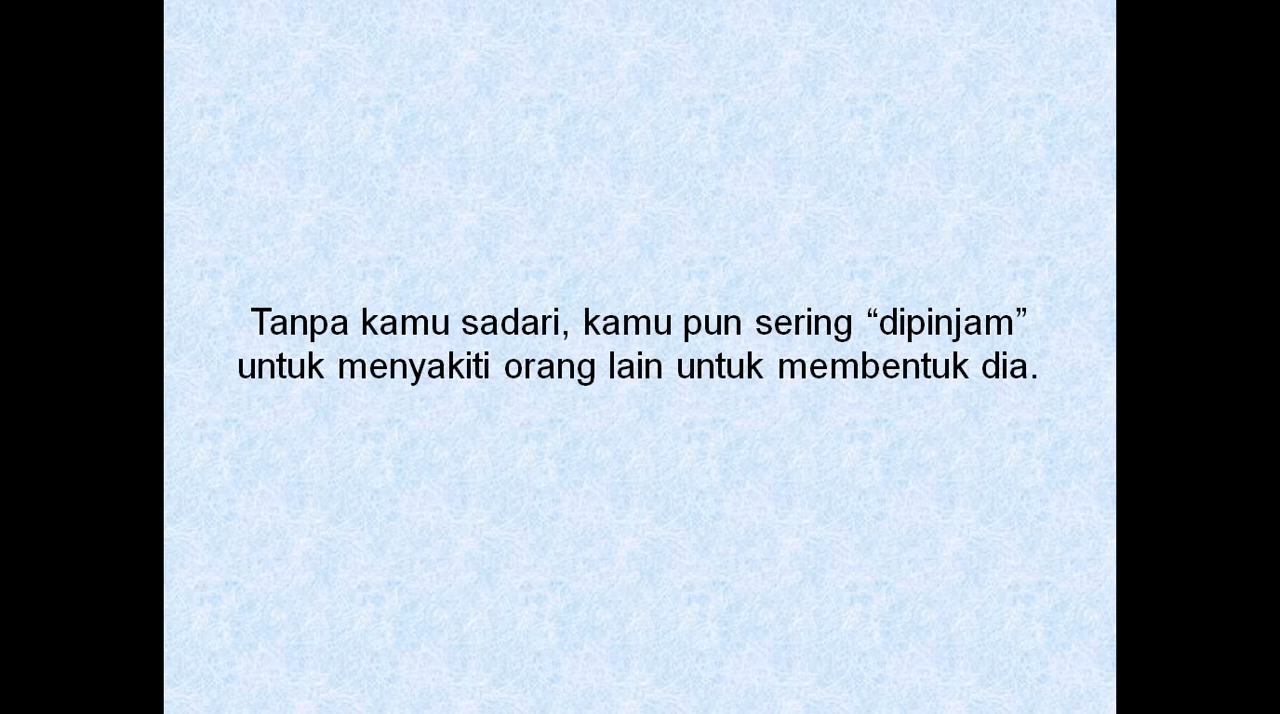 Tanpa kamu sadari, kamu pun sering “dipinjam”
untuk menyakiti orang lain untuk membentuk dia.